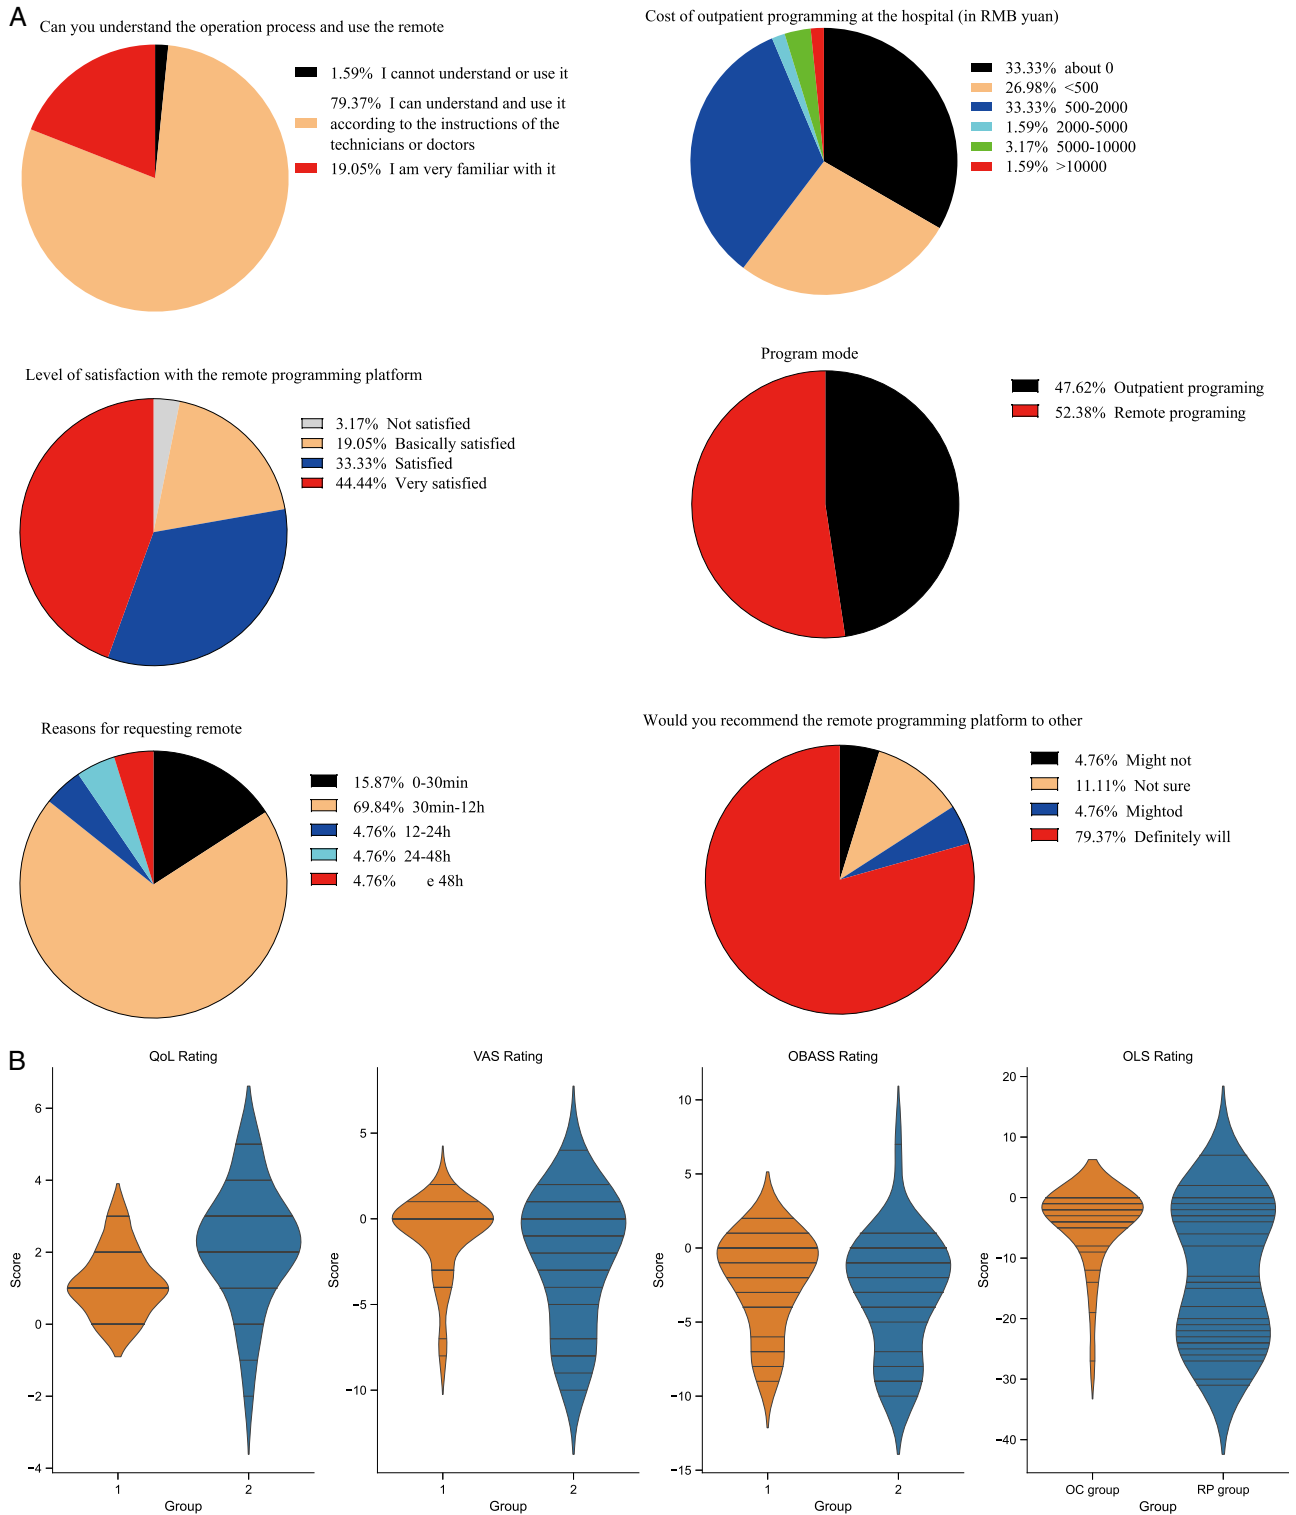 A
Can you understand the operation process and use the remote
1.59% I cannot understand or use it
79.37% I can understand and use it
according to the instructions of the
technicians or doctors
19.05% I am very familiar with it
Cost of outpatient programming at the hospital (in RMB yuan)
33.33% about 0
26.98% <500
33.33% 500-2000
1.59% 2000-5000
3.17% 5000-10000
1.59% >10000
Level of satisfaction with the remote programming platform
3.17% Not satisfied
19.05% Basically satisfied
33.33% Satisfied
44.44% Very satisfied
Program mode
47.62% Outpatient programing
52.38% Remote programing
Reasons for requesting remote
15.87% 0-30min
69.84% 30min-12h
4.76% 12-24h
4.76% 24-48h
4.76% e 48h
Would you recommend the remote programming platform to other
4.76% Might not
11.11% Not sure
4.76% Mightod
79.37% Definitely will
B
QoL Rating
6
4
2
0
−2
−4
Score
1 2
Group
VAS Rating
5
0
−5
−10
Score
1 2
Group
OBASS Rating
10
5
0
−5
−10
−15
Score
1 2
Group
OLS Rating
20
10
0
−10
−20
−30
−40
Score
OC group RP group
Group